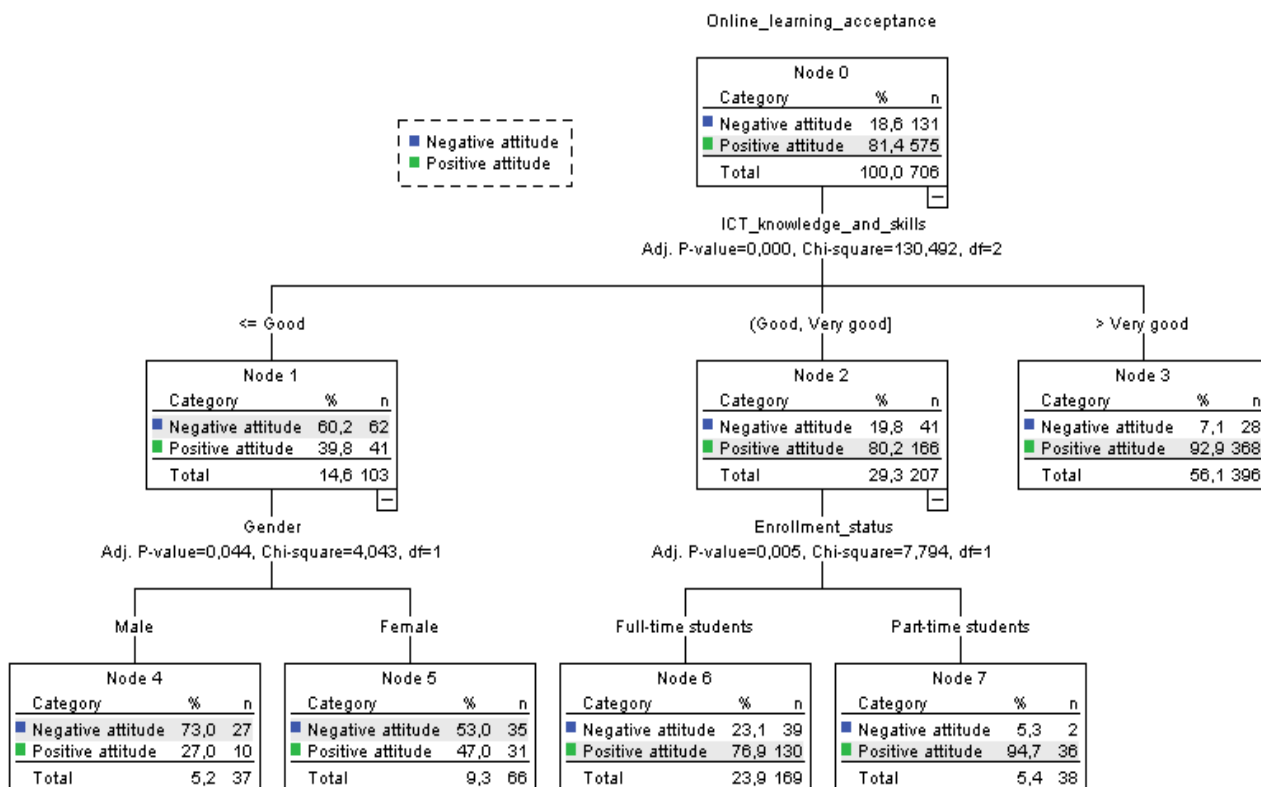 Online_learning_acceptance
Negative attitude
Positive attitude
Node 0
Category % n
Negative attitude 18,6 131
Positive attitude 81,4 575
Total 100,0 706
ICT_knowledge_and_skills
Adj. P-value=0,000, Chi-square=130,492, df=2
<= Good
(Good, Very good]
> Very good
Node 1
Category % n
Negative attitude 60,2 62
Positive attitude 39,8 41
Total 14,6 103
Node 2
Category % n
Negative attitude 19,8 41
Positive attitude 80,2 166
Total 29,3 207
Node 3
Category % n
Negative attitude 7,1 28
Positive attitude 92,9 368
Total 56,1 396
Gender
Adj. P-value=0,044, Chi-square=4,043, df=1
Enrollment_status
Adj. P-value=0,005, Chi-square=7,794, df=1
Male
Female
Full-time students
Part-time students
Node 4
Category % n
Negative attitude 73,0 27
Positive attitude 27,0 10
Total 5,2 37
Node 5
Category % n
Negative attitude 53,0 35
Positive attitude 47,0 31
Total 9,3 66
Node 6
Category % n
Negative attitude 23,1 39
Positive attitude 76,9 130
Total 23,9 169
Node 7
Category % n
Negative attitude 5,3 2
Positive attitude 94,7 36
Total 5,4 38